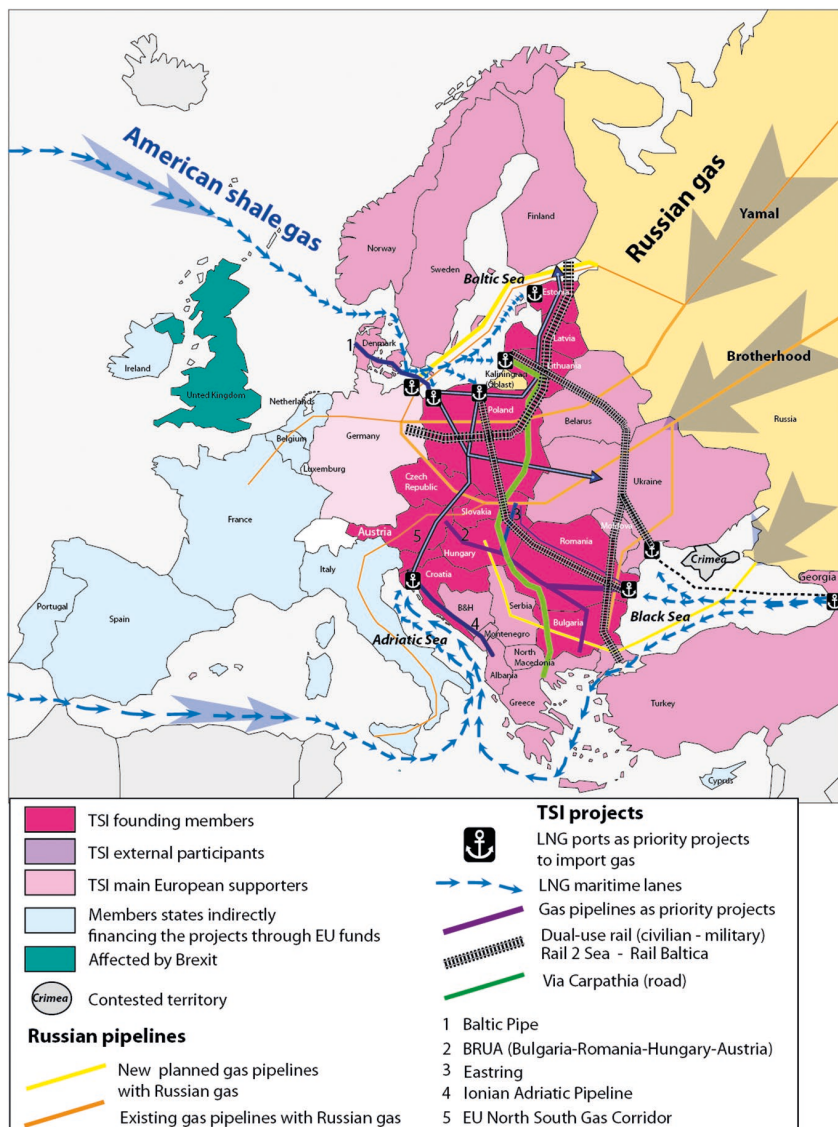 American shale gas
Russian gas
Yamal
Brotherhood
Russia
Finland
Norway
Sweden
Baltic Sea
Estonia
Latvia
Lithuania
1
Denmark
Kaliningrad
(Oblast)
Ireland
United Kingdom
Netherlands
Belgium
Luxemburg
Germany
Poland
Belarus
Czech
Republic
Slovakia
Ukraine
Moldova
France
Austria
5
2
3
Hungary
Romania
Crimea
Georgia
Italy
Croatia
B&H
Serbia
Black Sea
Portugal
Spain
Adriatic Sea
4
Montenegro
Bulgaria
North
Macedonia
Albania
Greece
Turkey
Cyprus
TSI founding members
TSI external participants
TSI main European supporters
Members states indirectly
financing the projects through EU funds
Affected by Brexit
Crimea
Contested territory
Russian pipelines
New planned gas pipelines
with Russian gas
Existing gas pipelines with Russian gas
TSI projects
LNG ports as priority projects
to import gas
LNG maritime lanes
Gas pipelines as priority projects
Dual-use rail (civilian - military)
Rail 2 Sea - Rail Baltica
Via Carpathia (road)
1 Baltic Pipe
2 BRUA (Bulgaria-Romania-Hungary-Austria)
3 Eastring
4 Ionian Adriatic Pipeline
5 EU North South Gas Corridor